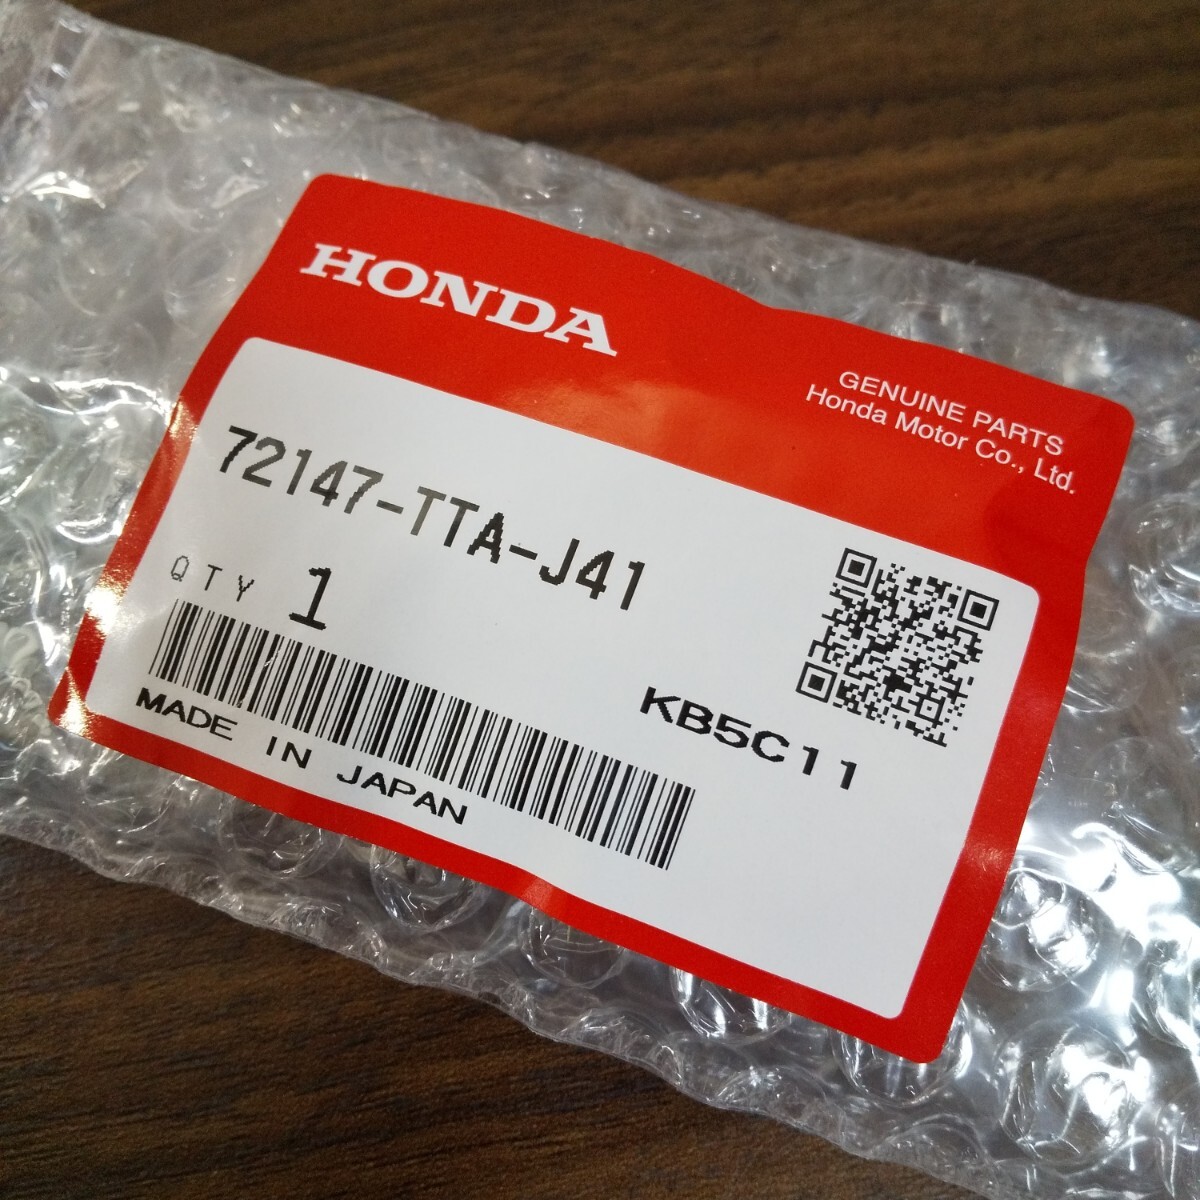 HONDA
GENUINE PARTS
Honda Motor Co., Ltd.
72147-TTA-J41
QTY 1
KB5C11
MADE IN JAPAN